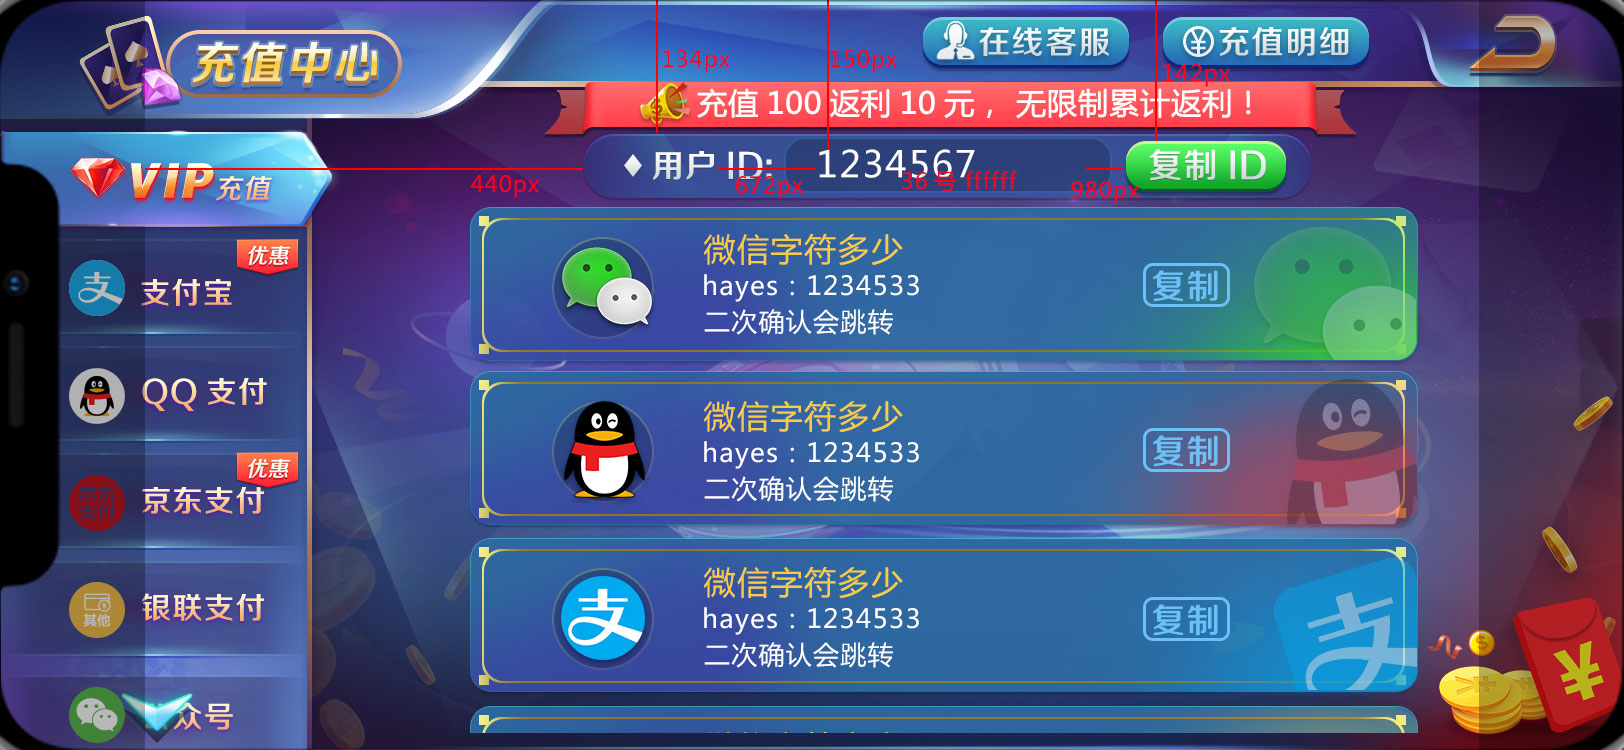 充值中心
在线客服
充值明细
134px
150px
142px
充值 100 返利 10 元 ，无限制累计返利！
用户 ID:
1234567
复制 ID
440px
672px
36 号 ffffff
980px
VIP充值
优惠
支付宝
QQ 支付
优惠
京东支付
京东支付
其他
银联支付
众号
微信字符多少
hayes : 1234533
二次确认会跳转
复制
微信字符多少
hayes : 1234533
二次确认会跳转
复制
支
微信字符多少
hayes : 1234533
二次确认会跳转
复制
支
¥